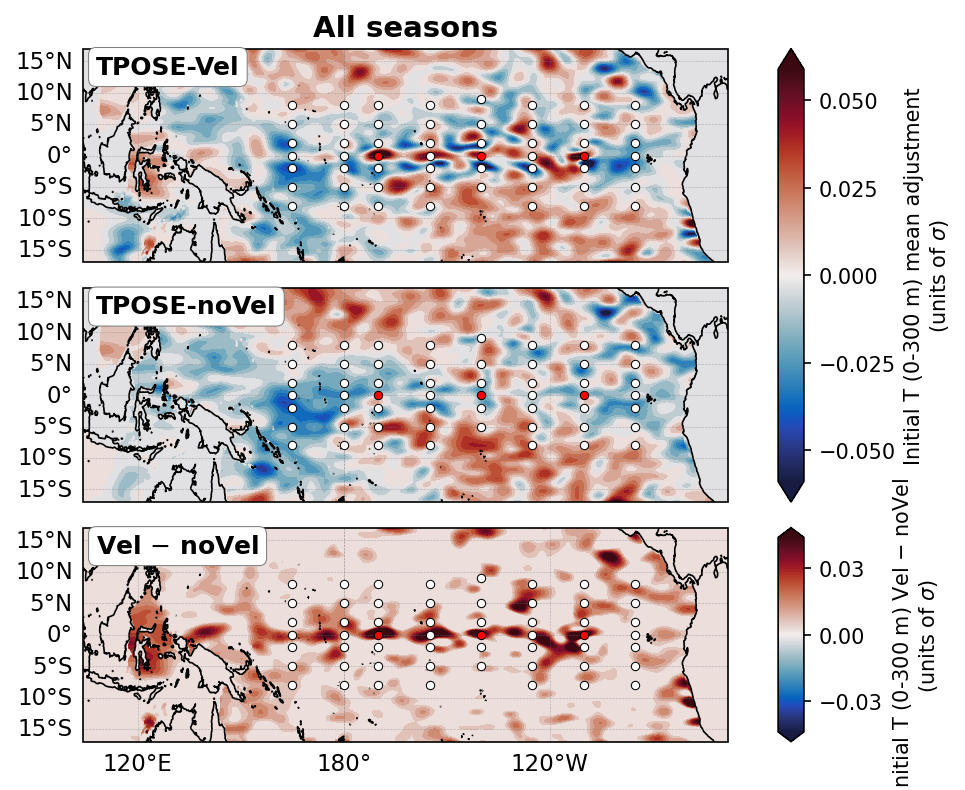 All seasons
TPOSE-Vel
15°N
10°N
5°N
0°
5°S
10°S
15°S
TPOSE-noVel
15°N
10°N
5°N
0°
5°S
10°S
15°S
Vel − noVel
15°N
10°N
5°N
0°
5°S
10°S
15°S
120°E 180° 120°W
0.050
0.025
0.000
−0.025
−0.050
Initial T (0-300 m) mean adjustment
(units of σ)
0.03
0.00
−0.03
nitial T (0-300 m) Vel − noVel
(units of σ)